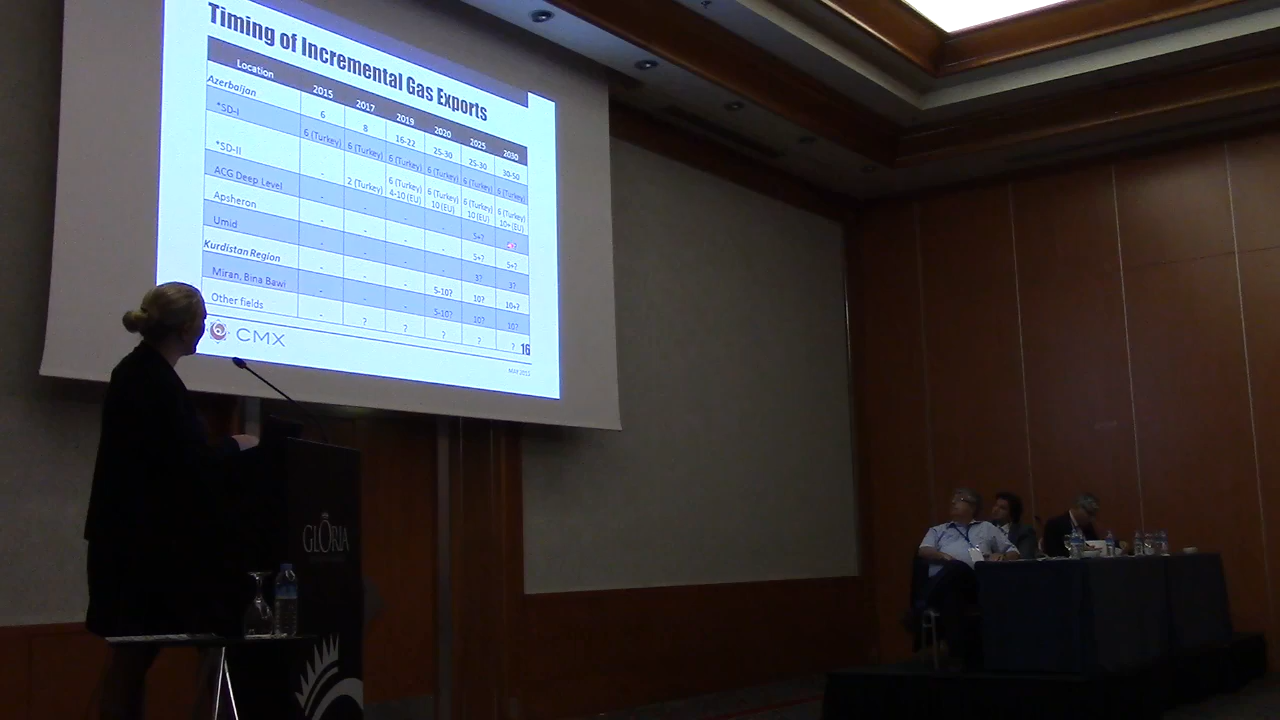 Timing of Incremental Gas Exports
Location 2015 2017 2019 2020 2025 2030
Azerbaijan 6 8 16-22 25-30 25-30 30-50
*SD-I 6 (Turkey) 6 (Turkey) 6 (Turkey) 6 (Turkey) 6 (Turkey) 6 (Turkey)
*SD-II - 2 (Turkey) 6 (Turkey) 6 (Turkey) 6 (Turkey) 6 (Turkey)
4-10 (EU) 10 (EU) 10 (EU) 10+ (EU)
ACG Deep Level - - - - 5+?
Apsheron - - - - 5+? 5+?
Umid - - - - 3? 3?
Kurdistan Region - - - 5-10? 10? 10+?
Miran, Bina Bawi - - - 5-10? 10? 10?
Other fields - ? ? ? ? ?
CMX
16
GLORIA